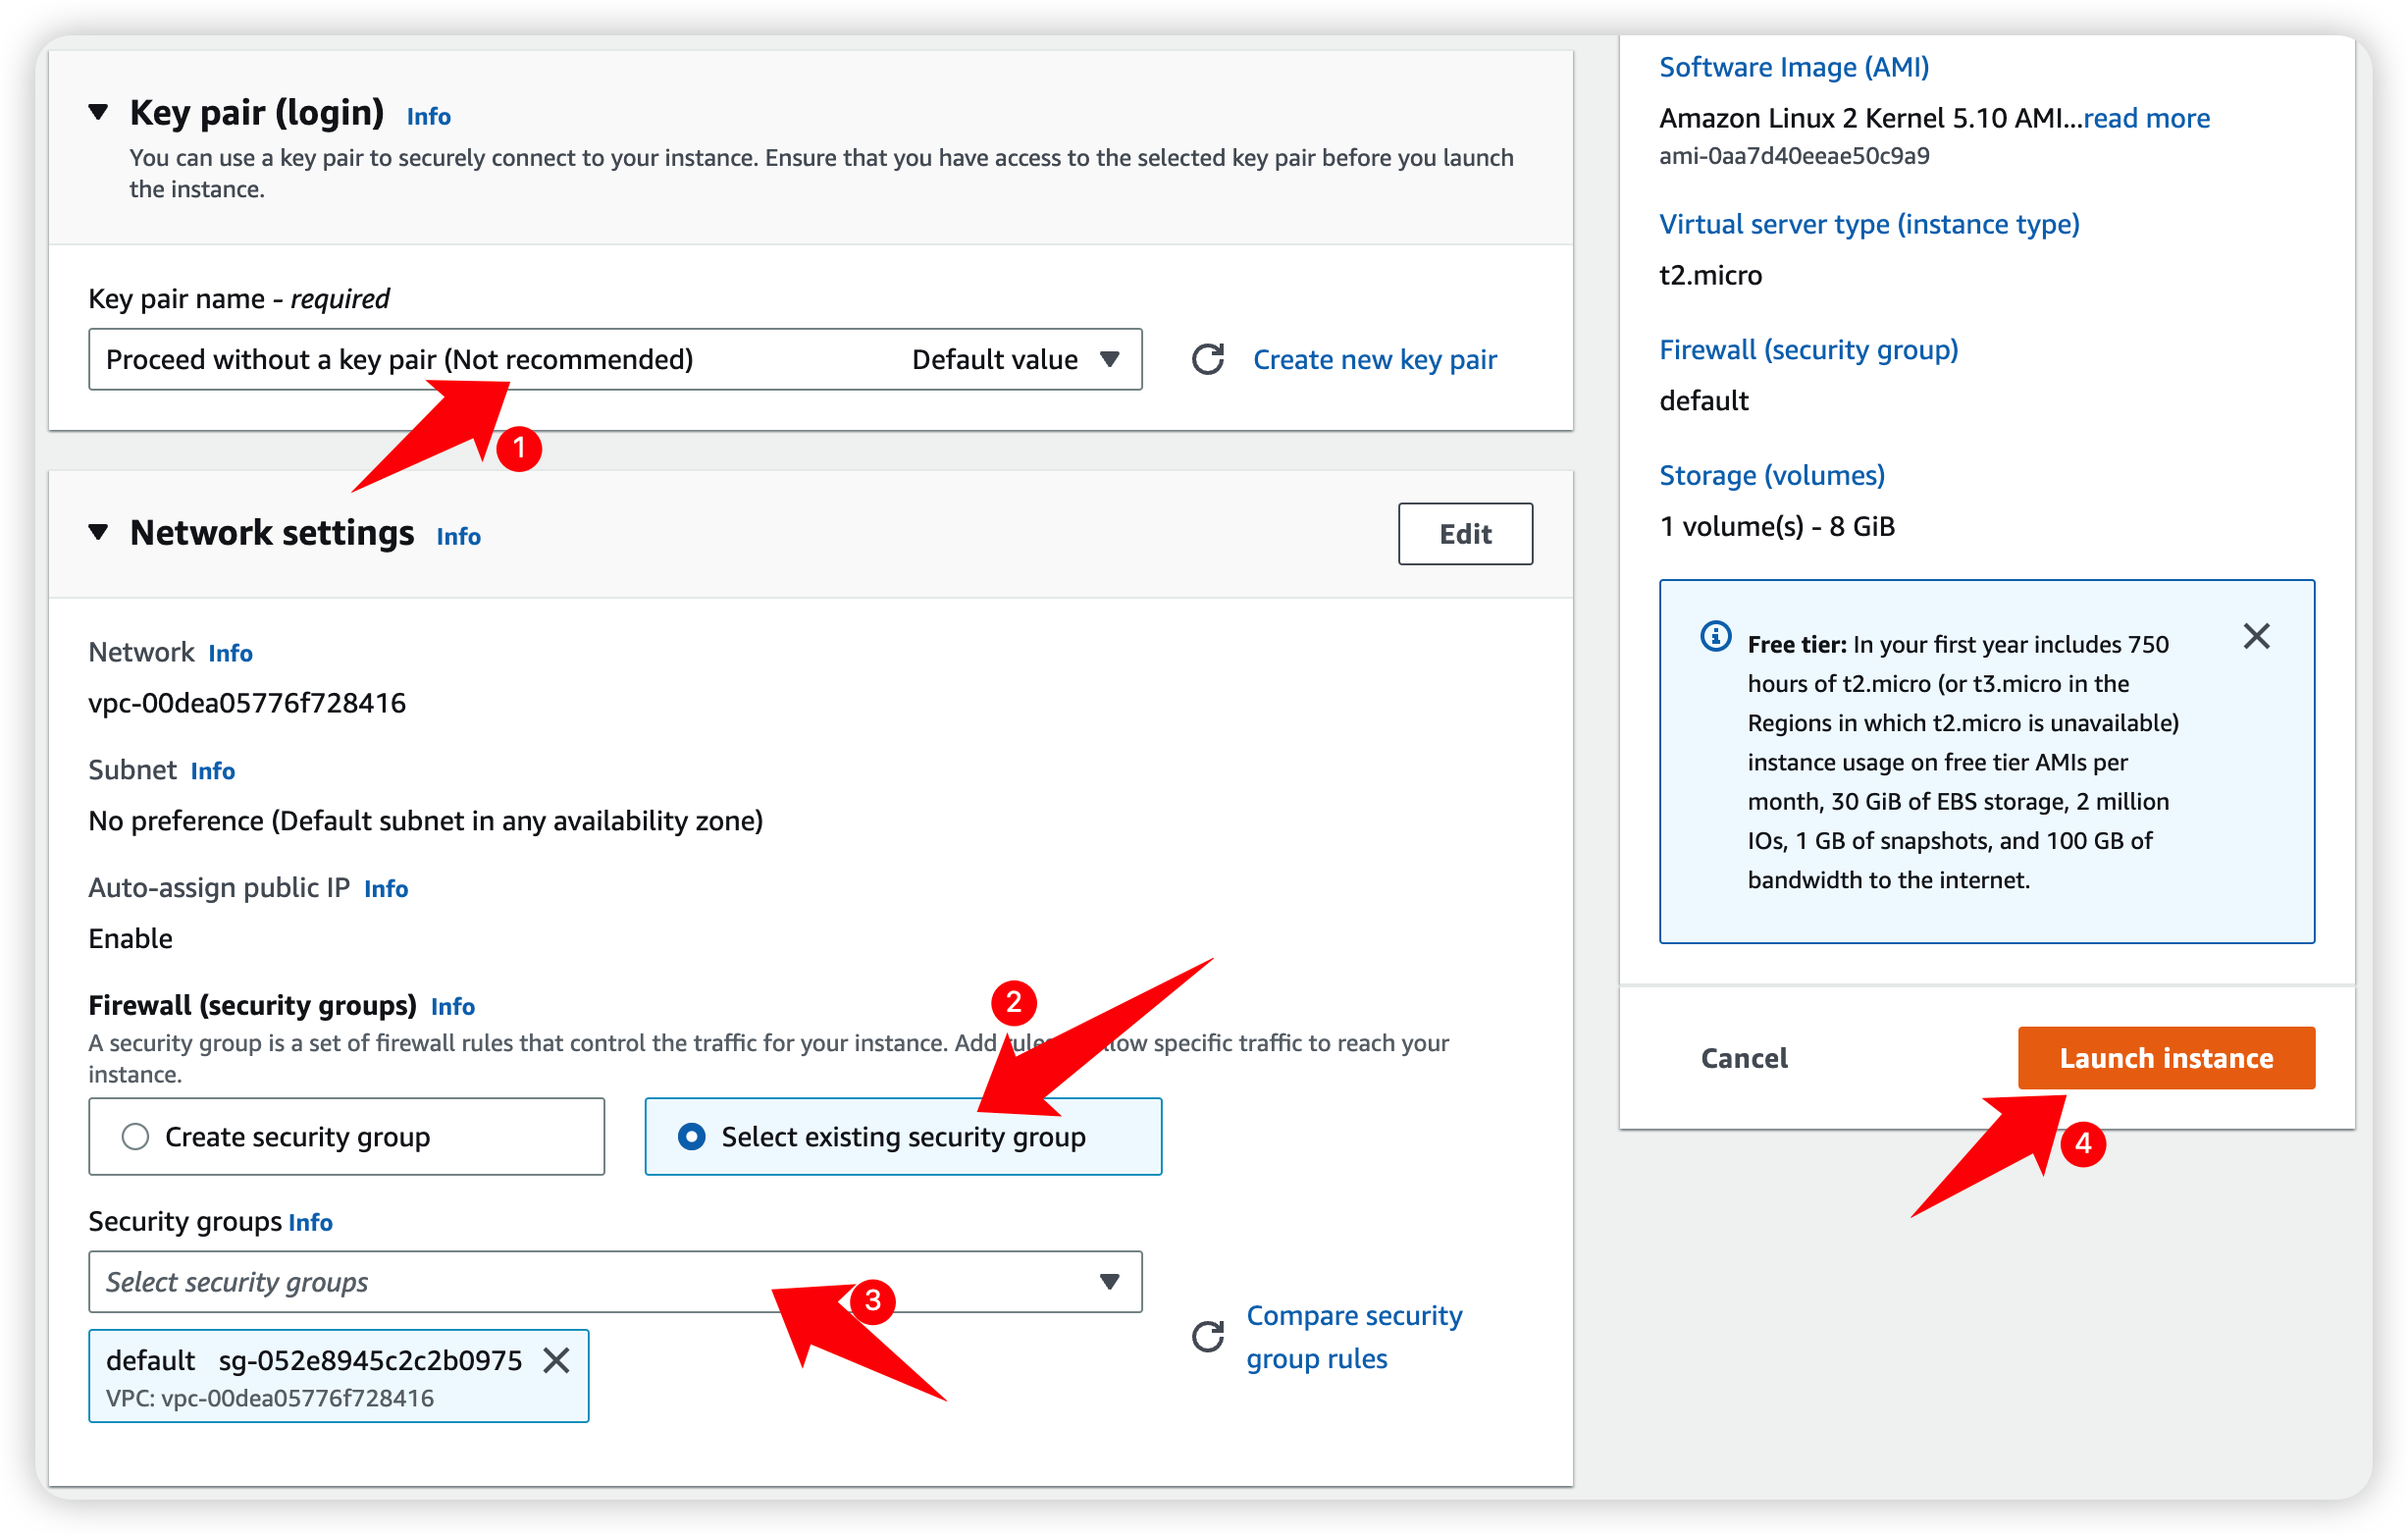 Key pair (login) Info
You can use a key pair to securely connect to your instance. Ensure that you have access to the selected key pair before you launch
the instance.
Key pair name - required
Proceed without a key pair (Not recommended) Default value
Create new key pair
1
Network settings Info
Edit
Network Info
vpc-00dea05776f728416
Subnet Info
No preference (Default subnet in any availability zone)
Auto-assign public IP Info
Enable
Firewall (security groups) Info
2
A security group is a set of firewall rules that control the traffic for your instance. Add specific traffic to reach your
instance.
Create security group
Select existing security group
Security groups Info
Select security groups
3
default sg-052e8945c2c2b0975
VPC: vpc-00dea05776f728416
Compare security
group rules
Software Image (AMI)
Amazon Linux 2 Kernel 5.10 AMI...read more
ami-0aa7d40eeae50c9a9
Virtual server type (instance type)
t2.micro
Firewall (security group)
default
Storage (volumes)
1 volume(s) - 8 GiB
Free tier: In your first year includes 750
hours of t2.micro (or t3.micro in the
Regions in which t2.micro is unavailable)
instance usage on free tier AMIs per
month, 30 GiB of EBS storage, 2 million
IOs, 1 GB of snapshots, and 100 GB of
bandwidth to the internet.
Cancel
Launch instance
4